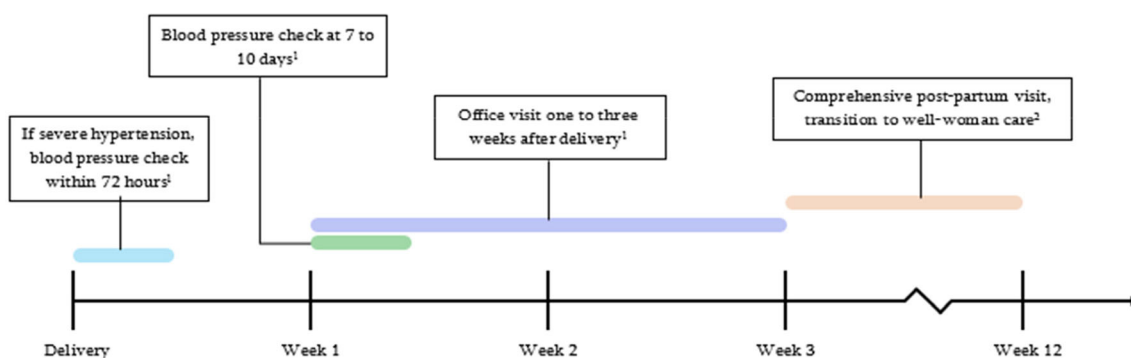 Blood pressure check at 7 to
10 days¹
If severe hypertension,
blood pressure check
within 72 hours¹
Office visit one to three
weeks after delivery¹
Comprehensive post-partum visit,
transition to well-woman care²
Delivery
Week 1
Week 2
Week 3
Week 12